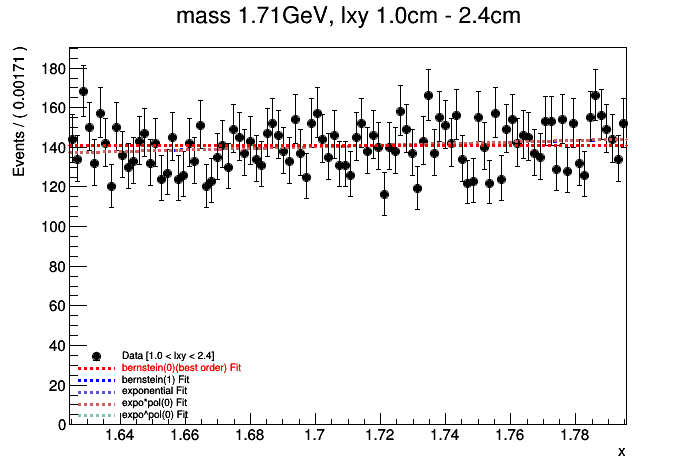 mass 1.71GeV, lxy 1.0cm - 2.4cm
Events / ( 0.00171 )
180
160
140
120
100
80
60
40
20
0
Data [1.0 < lxy < 2.4]
bernstein(0)(best order) Fit
bernstein(1) Fit
exponential Fit
expo*pol(0) Fit
expo^pol(0) Fit
1.64 1.66 1.68 1.7 1.72 1.74 1.76 1.78
x